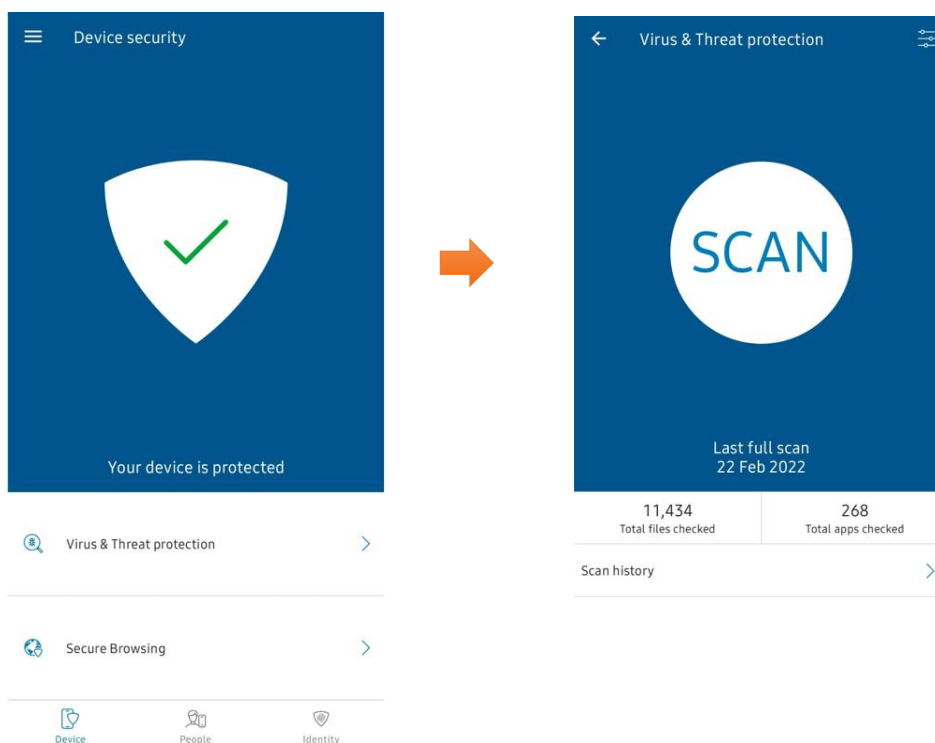 Device security
Your device is protected
Virus & Threat protection
Secure Browsing
Device
People
Identity
Virus & Threat protection
SCAN
Last full scan
22 Feb 2022
11,434
Total files checked
268
Total apps checked
Scan history